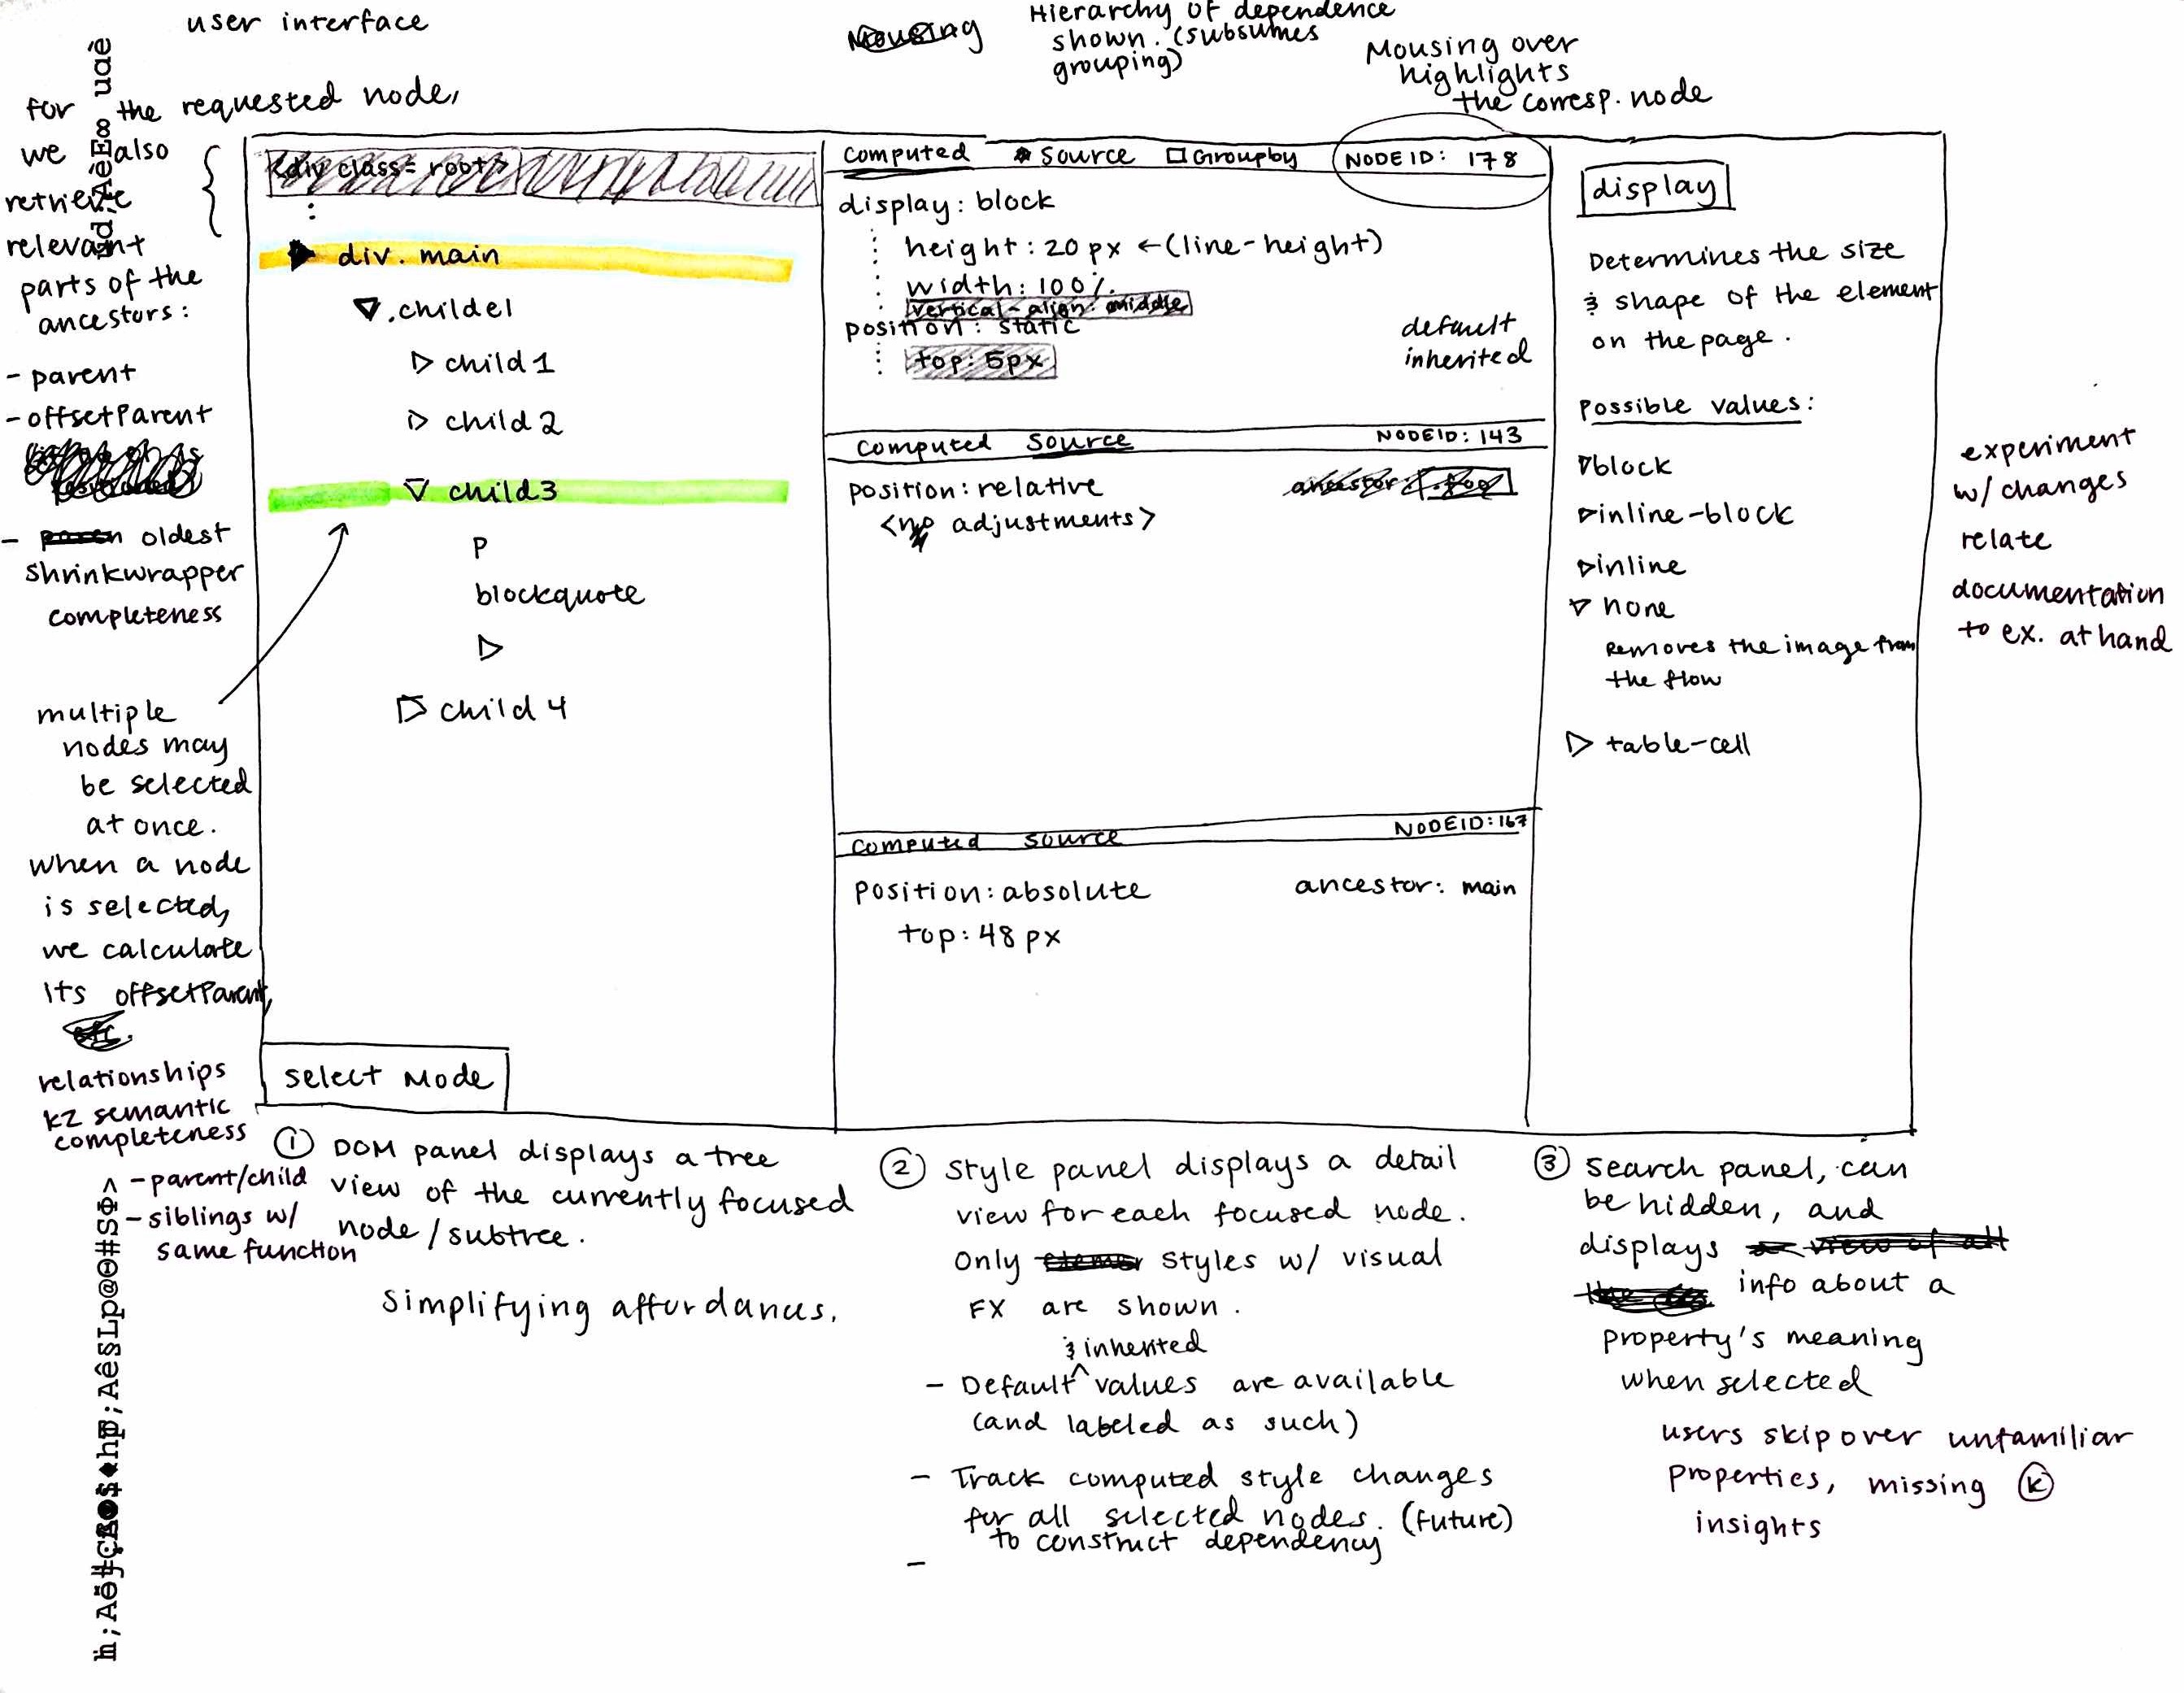 user interface
Mousing
Hierarchy of dependence
shown. (subsumes
grouping)
Mousing over
highlights
the corresp. node
for the requested node,
we also
retrieve
relevant
parts of the
ancestors:
- parent
- offsetParent
- oldest
shrinkwrapper
completeness
multiple
nodes may
be selected
at once.
when a node
is selected,
we calculate
its offsetParent,
etc.
relationships
k2 semantic
completeness
- parent/child
- siblings w/
same function
<div class= root>
div. main
.childel
child1
child2
child3
p
blockquote
child 4
select Mode
Computed Source Groupby NODE ID: 178
display: block
height: 20 px ←(line-height)
width: 100%
vertical-align: middle
position: static
top: 5px
default
inherited
Computed Source NODEID: 143
position: relative
ancestor:
<no adjustments>
Computed Source NODEID: 167
Position: absolute ancestor: main
top: 48 px
display
Determines the size
& shape of the element
on the page.
Possible values:
block
inline-block
inline
none
Removes the image from
the flow
table-cell
experiment
w/ changes
relate
documentation
to ex. at hand
① DOM panel displays a tree
view of the currently focused
node / subtree.
Simplifying affordances.
② Style panel displays a detail
view for each focused node.
Only styles w/ visual
FX are shown.
& inherited
- Default ^ values are available
(and labeled as such)
- Track computed style changes
for all selected nodes. (future)
to construct dependency
-
③ Search panel, can
be hidden, and
displays view of all
info about a
property's meaning
when selected
users skip over unfamiliar
properties, missing Ⓚ
insights